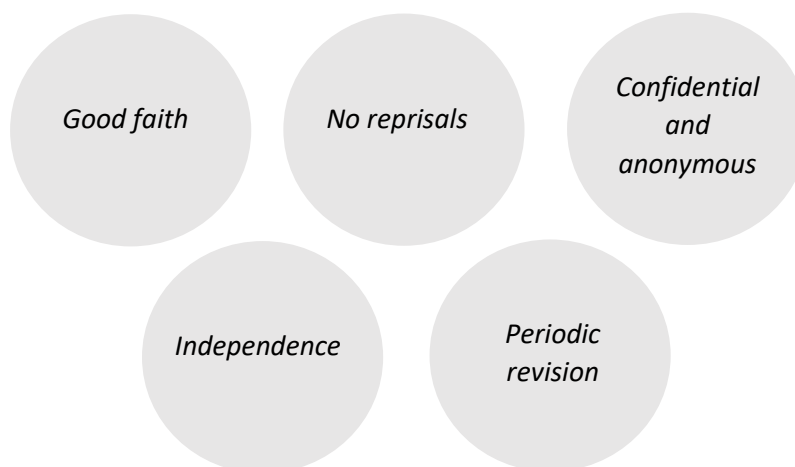 Good faith
No reprisals
Confidential
and
anonymous
Independence
Periodic
revision